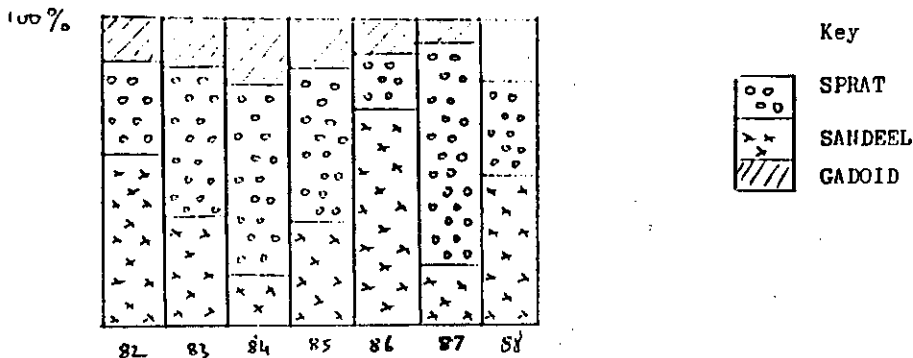 100%
Key
SPRAT
SANDEEL
GADOID
82 83 84 85 86 87 88